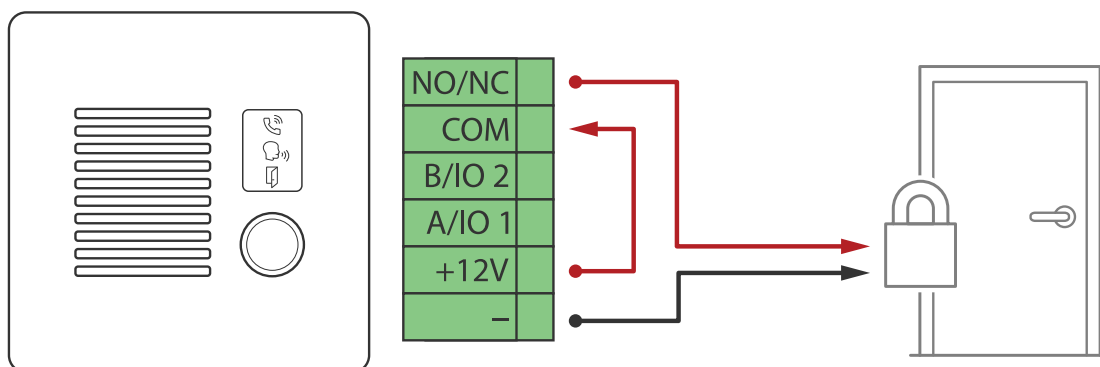 NO/NC
COM
B/IO 2
A/IO 1
+12V
–